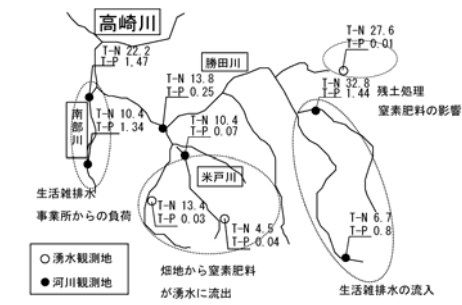 高崎川
T-N 22.2
T-P 1.47
勝田川
T-N 27.6
T-P 0.01
T-N 13.8
T-P 0.25
T-N 32.8
T-P 1.44
残土処理
窒素肥料の影響
南部川
T-N 10.4
T-P 1.34
T-N 10.4
T-P 0.07
米戸川
生活雑排水
事業所からの負荷
T-N 13.4
T-P 0.03
T-N 4.5
T-P 0.04
T-N 6.7
T-P 0.8
○湧水観測地
●河川観測地
畑地から窒素肥料
が湧水に流出
生活雑排水の流入